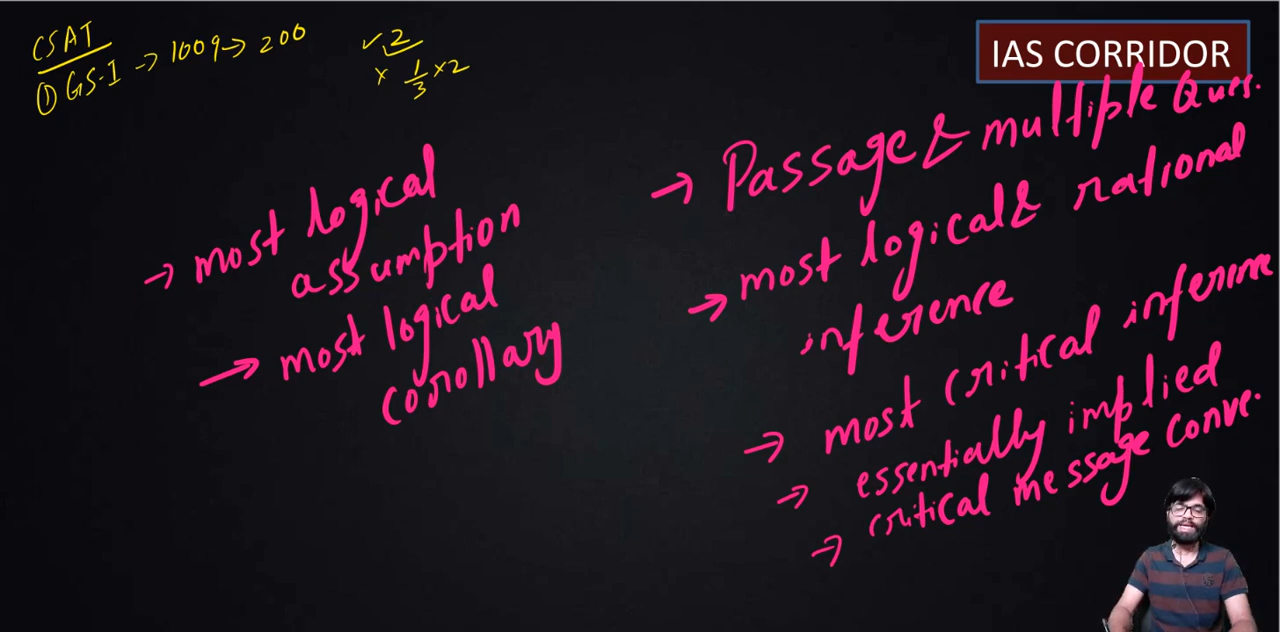 CSAT
① GS-I → 100q → 200
✓ 2
× 1/3 × 2
IAS CORRIDOR
→ most logical
assumption
→ most logical
corollary
→ Passage & multiple Ques.
→ most logical & rational
inference
→ most critical inference
→ essentially implied
→ critical message conve.